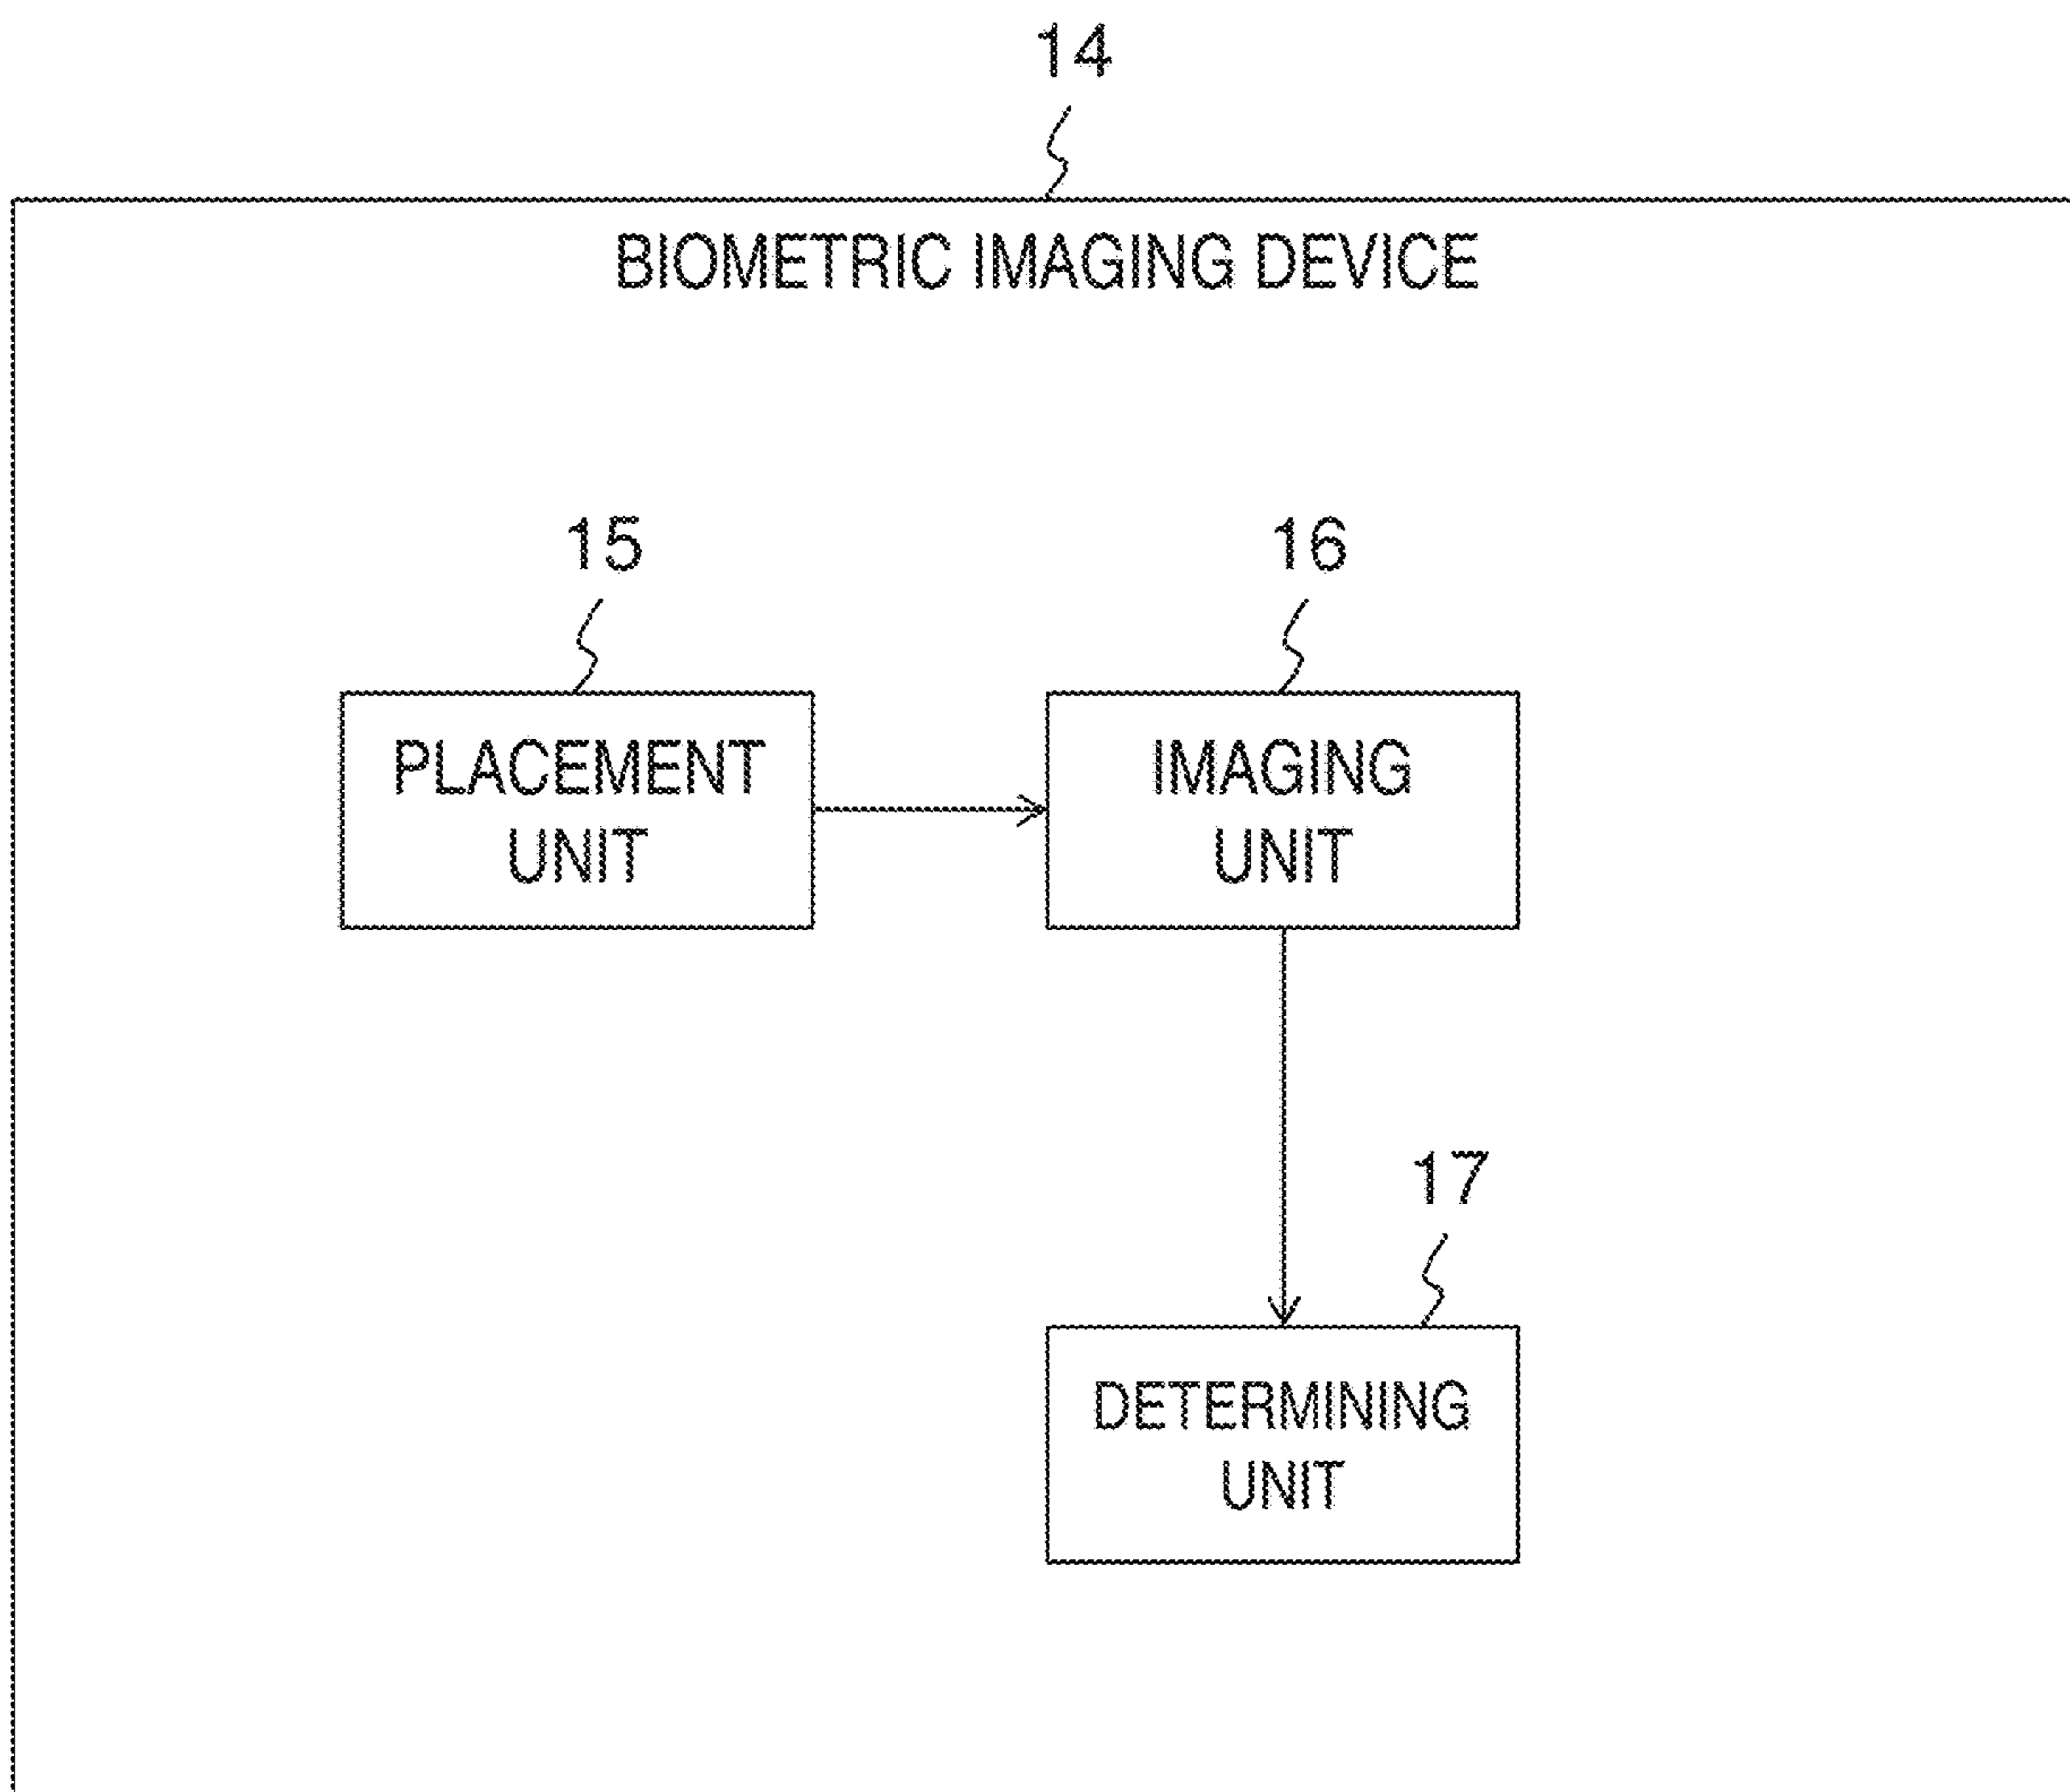 14
BIOMETRIC IMAGING DEVICE
15
16
PLACEMENT
UNIT
IMAGING
UNIT
17
DETERMINING
UNIT